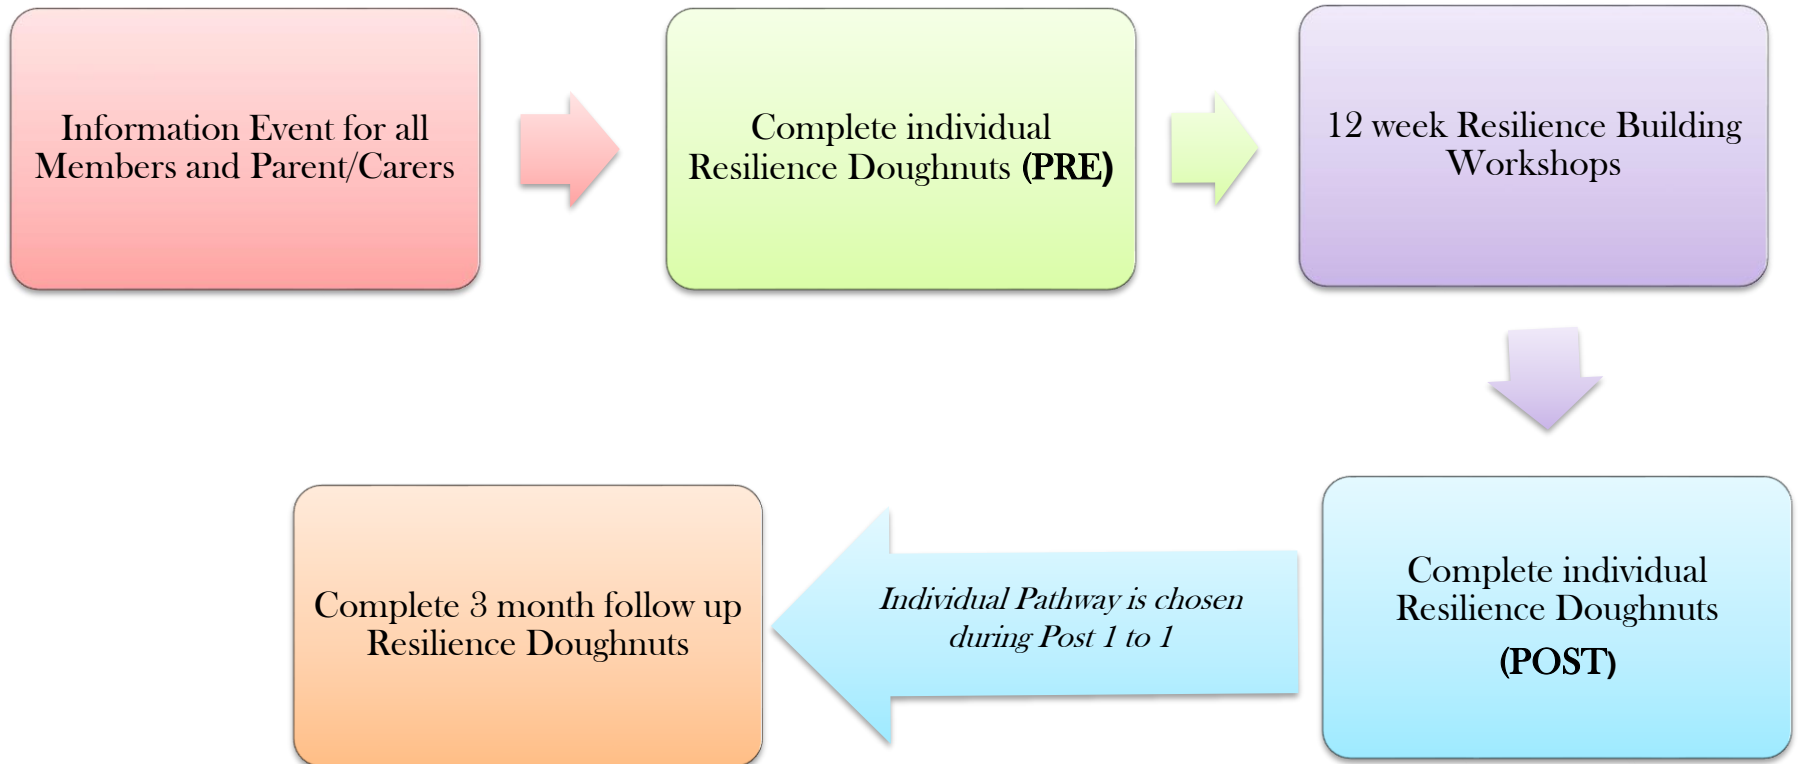 Information Event for all
Members and Parent/Carers
Complete individual
Resilience Doughnuts (PRE)
12 week Resilience Building
Workshops
Complete individual
Resilience Doughnuts
(POST)
Individual Pathway is chosen
during Post 1 to 1
Complete 3 month follow up
Resilience Doughnuts